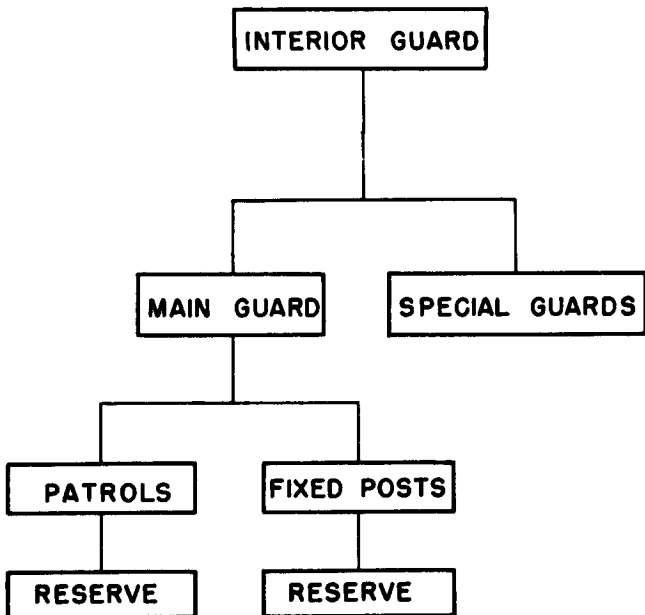 INTERIOR GUARD
MAIN GUARD
SPECIAL GUARDS
PATROLS
FIXED POSTS
RESERVE
RESERVE